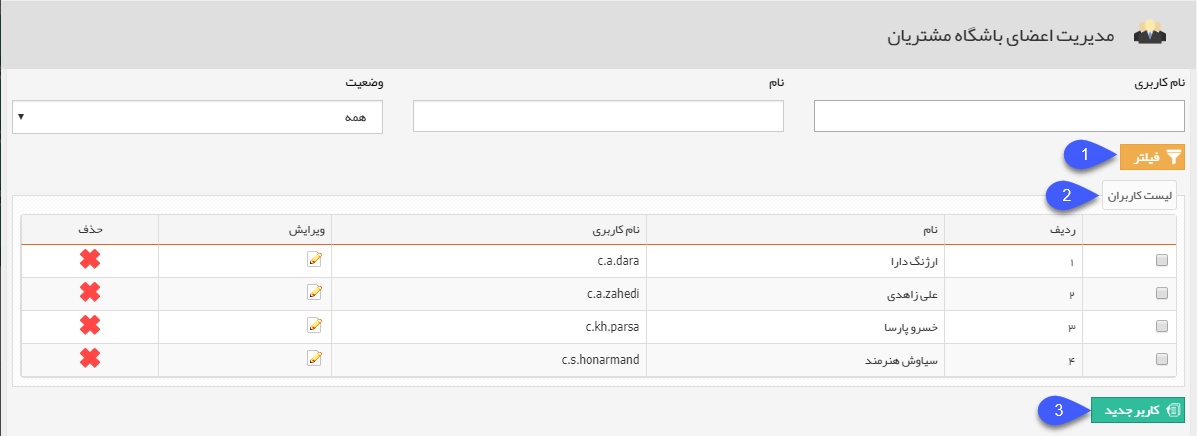 مدیریت اعضای باشگاه مشتریان
نام کاربری نام وضعیت
همه
فیلتر 1
لیست کاربران 2
ردیف نام نام کاربری ویرایش حذف
۱ ارژنگ دارا c.a.dara
۲ علی زاهدی c.a.zahedi
۳ خسرو پارسا c.kh.parsa
۴ سیاوش هنرمند c.s.honarmand
کاربر جدید 3